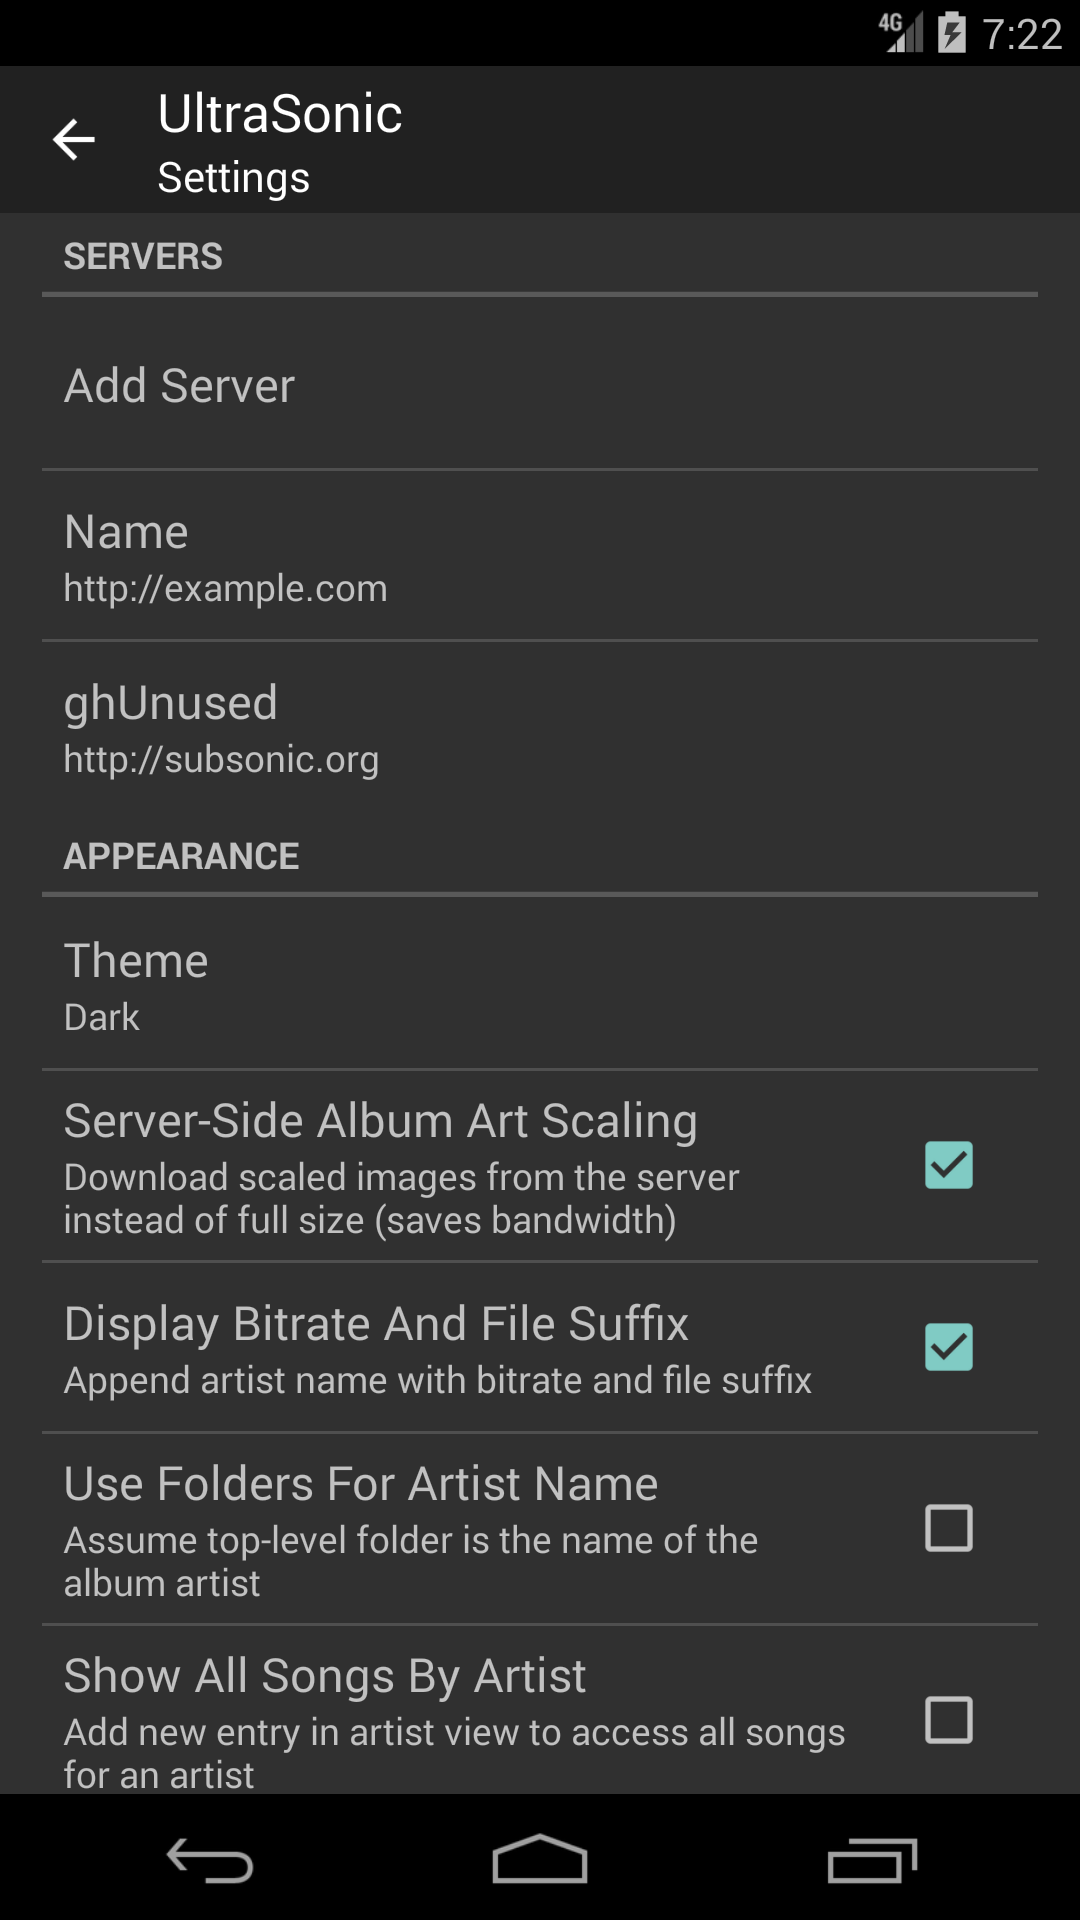 4G 7:22
UltraSonic
Settings
SERVERS
Add Server
Name
http://example.com
ghUnused
http://subsonic.org
APPEARANCE
Theme
Dark
Server-Side Album Art Scaling
Download scaled images from the server
instead of full size (saves bandwidth)
Display Bitrate And File Suffix
Append artist name with bitrate and file suffix
Use Folders For Artist Name
Assume top-level folder is the name of the
album artist
Show All Songs By Artist
Add new entry in artist view to access all songs
for an artist